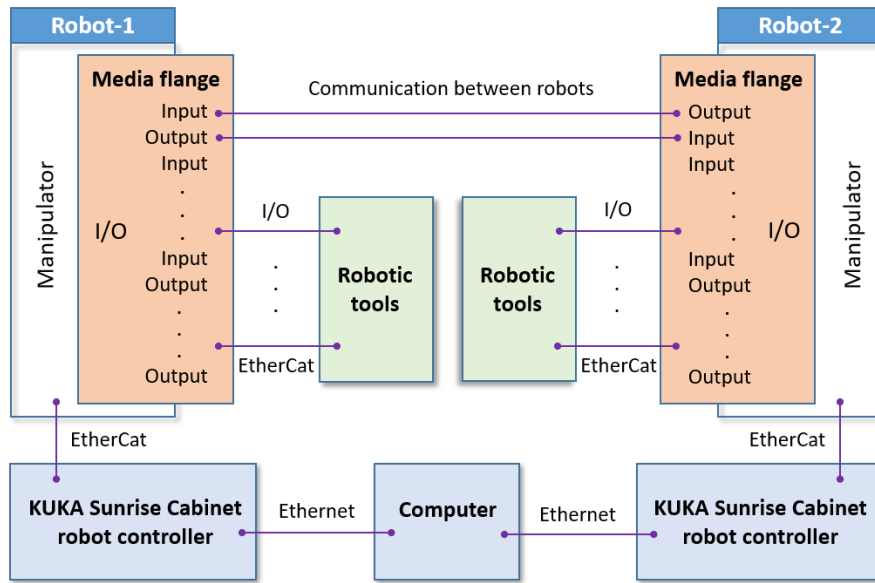 Robot-1
Robot-2
Manipulator
Media flange
Input
Output
Input
.
.
.
I/O
Input
Output
.
.
.
Output
Communication between robots
I/O
.
.
.
EtherCat
Robotic
tools
Robotic
tools
I/O
.
.
.
EtherCat
Media flange
Output
Input
Input
.
.
.
I/O
Input
Output
.
.
.
Output
Manipulator
EtherCat
EtherCat
KUKA Sunrise Cabinet
robot controller
Ethernet
Computer
Ethernet
KUKA Sunrise Cabinet
robot controller